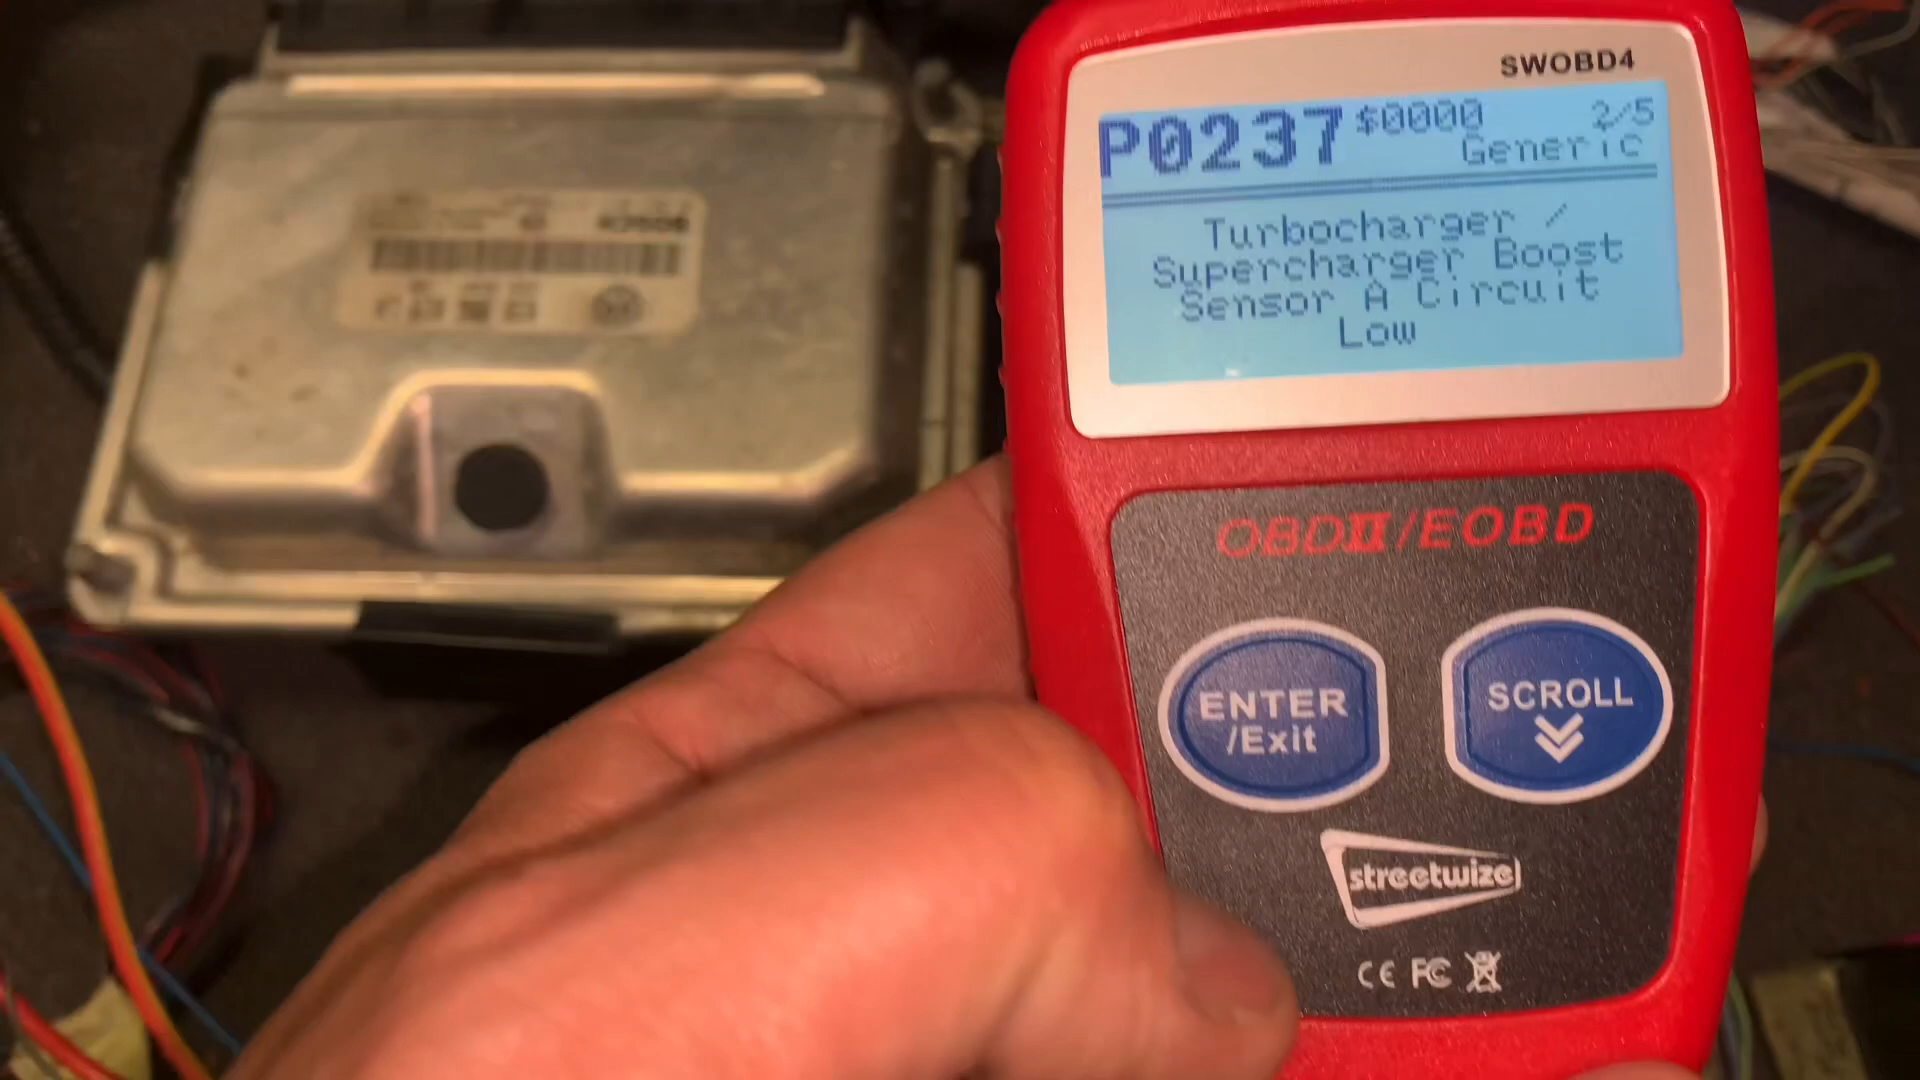 SWOBD4
P0237 $0000 2/5
Generic
Turbocharger /
Supercharger Boost
Sensor A Circuit
Low
OBDII/EOBD
ENTER
/Exit
SCROLL
streetwize
CE FC